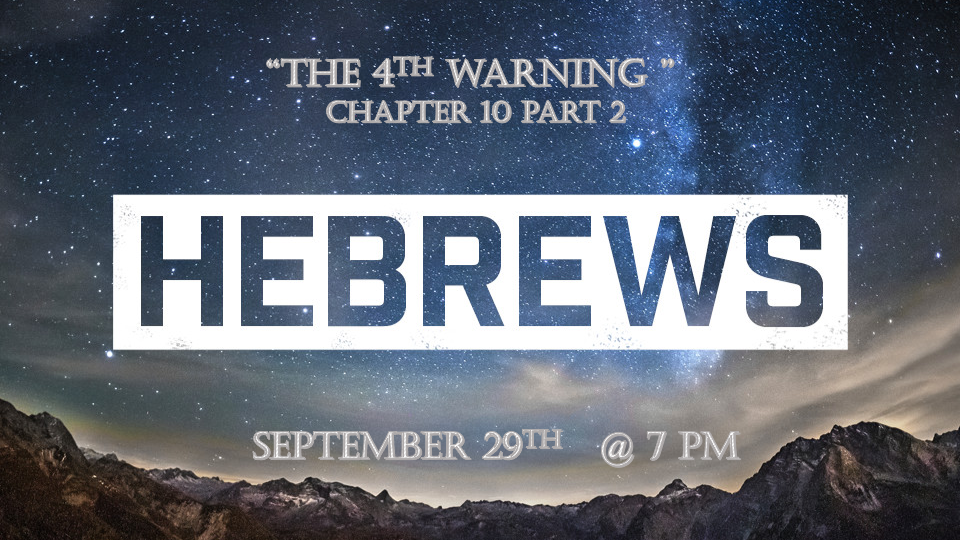 “THE 4TH WARNING ”
CHAPTER 10 PART 2
HEBREWS
SEPTEMBER 29TH @ 7 PM